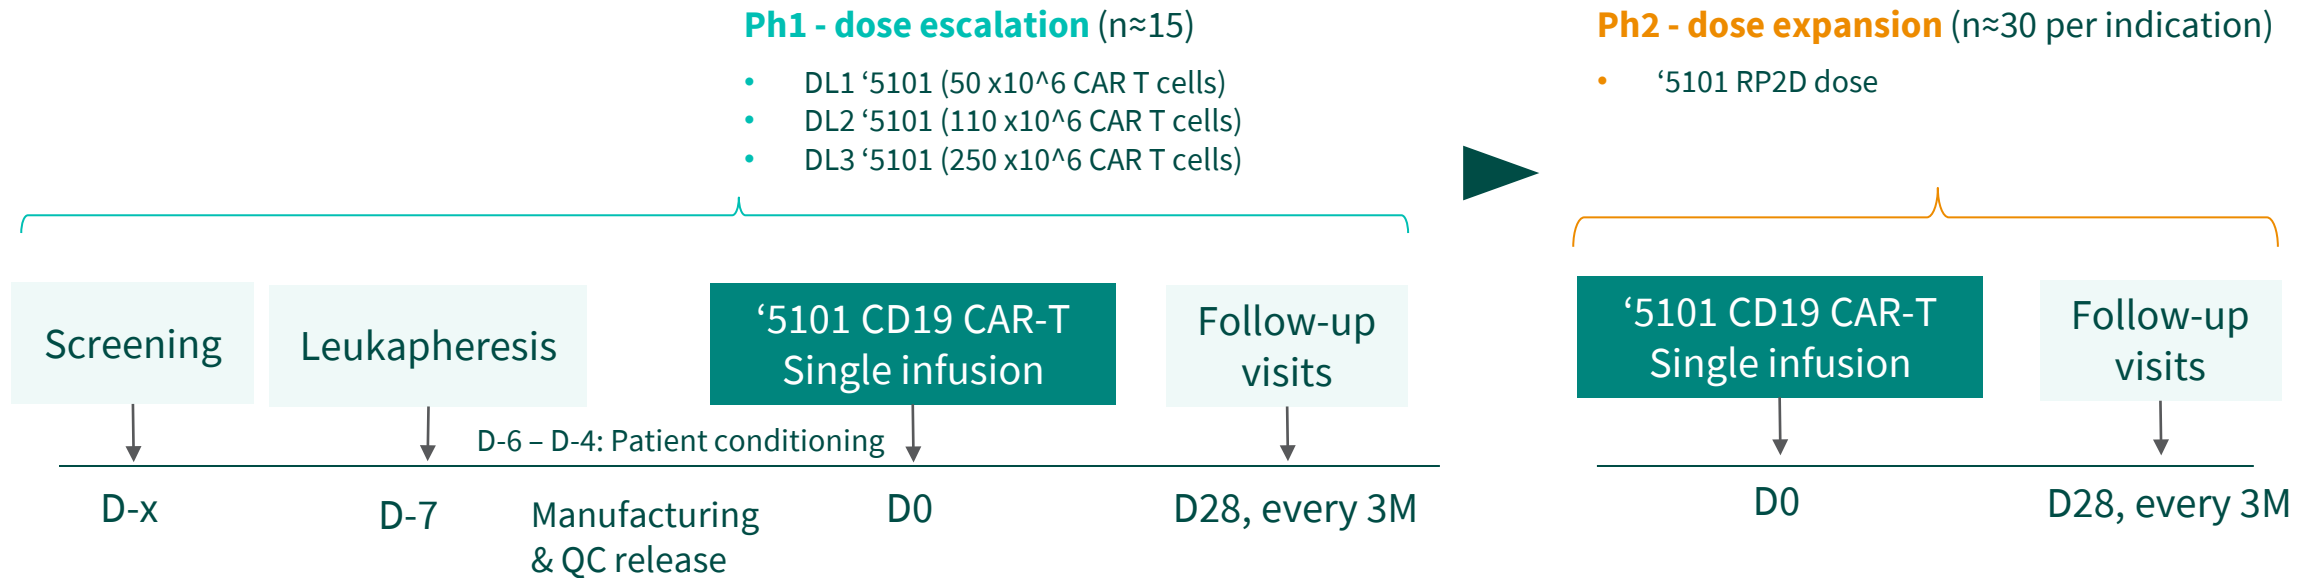 Ph1 - dose escalation (n≈15)
• DL1 ‘5101 (50 x10^6 CAR T cells)
• DL2 ‘5101 (110 x10^6 CAR T cells)
• DL3 ‘5101 (250 x10^6 CAR T cells)
Ph2 - dose expansion (n≈30 per indication)
• ‘5101 RP2D dose
Screening
Leukapheresis
‘5101 CD19 CAR-T
Single infusion
Follow-up
visits
D-6 – D-4: Patient conditioning
D-x
D-7
Manufacturing
& QC release
D0
D28, every 3M
‘5101 CD19 CAR-T
Single infusion
Follow-up
visits
D0
D28, every 3M